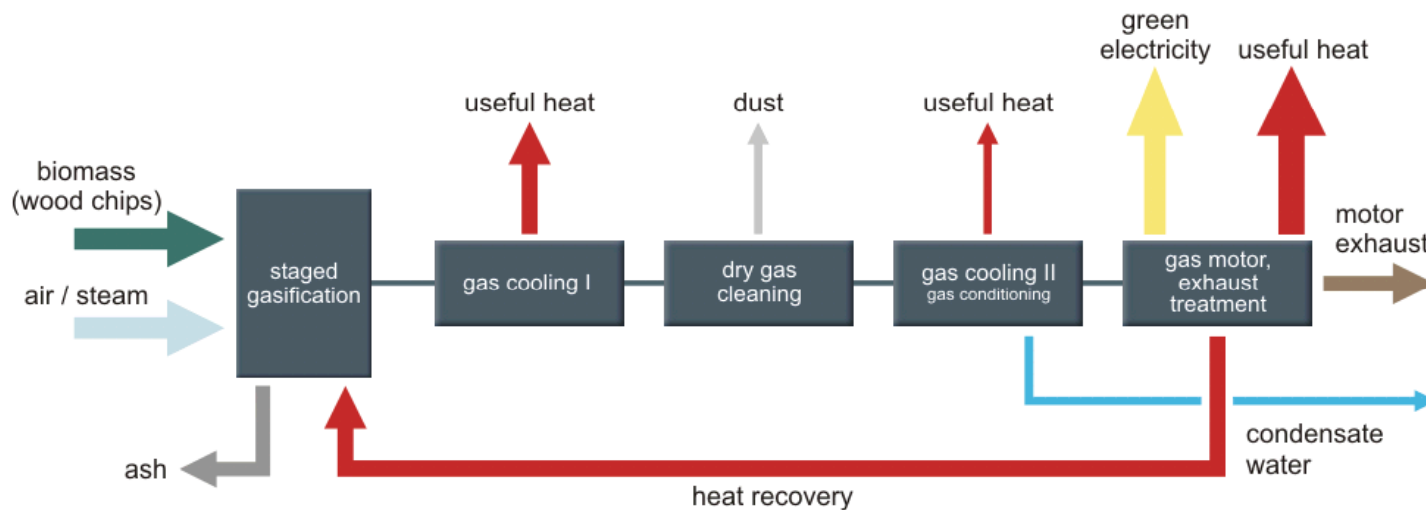 green
electricity
useful heat
useful heat
dust
useful heat
biomass
(wood chips)
motor
exhaust
air / steam
staged
gasification
gas cooling I
dry gas
cleaning
gas cooling II
gas conditioning
gas motor,
exhaust
treatment
ash
condensate
water
heat recovery